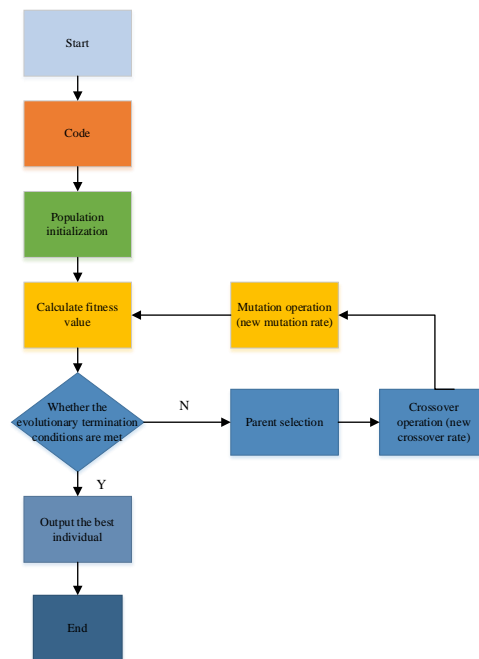 Start
Code
Population
initialization
Calculate fitness
value
Mutation operation
(new mutation rate)
Whether the
evolutionary termination
conditions are met
N
Parent selection
Crossover
operation (new
crossover rate)
Y
Output the best
individual
End